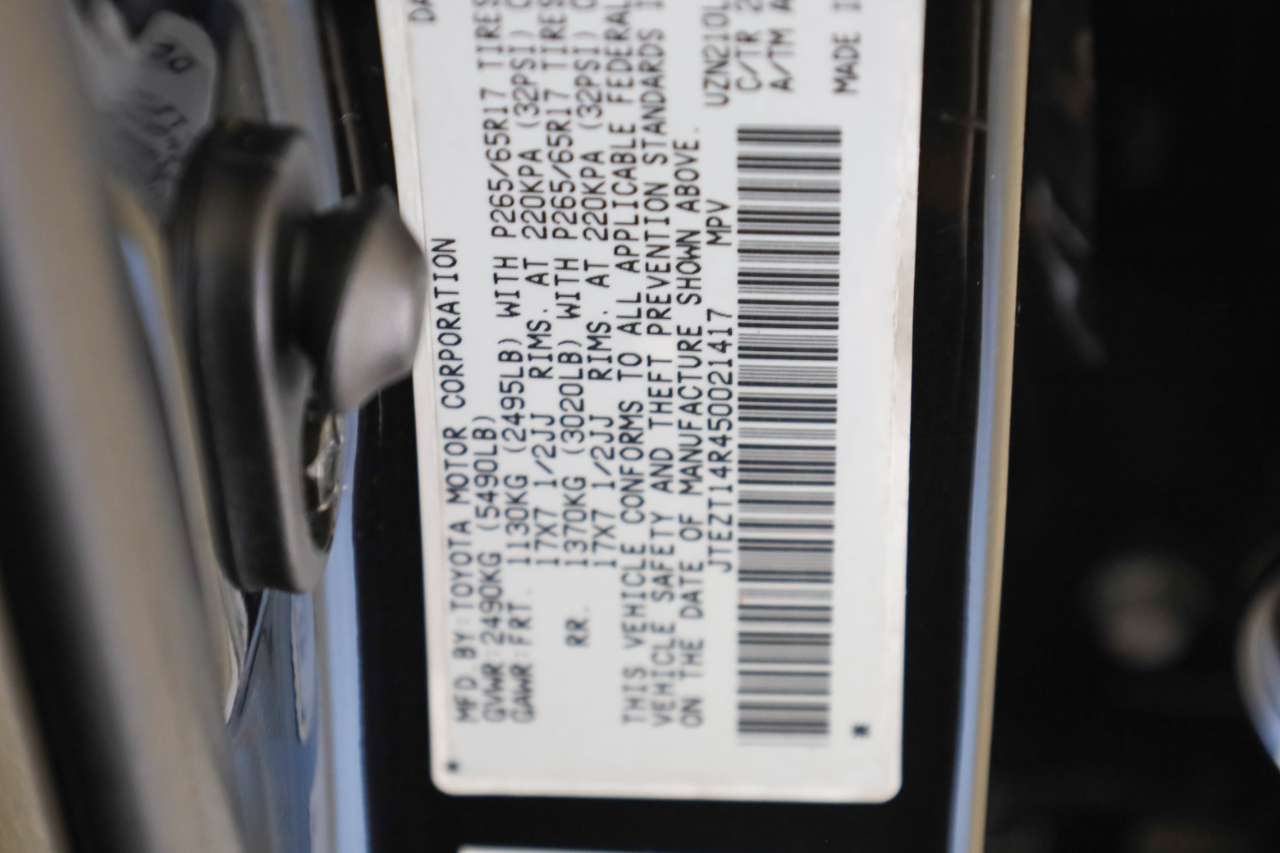 DA
MFD. BY: TOYOTA MOTOR CORPORATION
GVWR: 2490KG (5490LB)
GAWR: FRT. 1130KG (2495LB) WITH P265/65R17 TIRES
17X7 1/2JJ RIMS. AT 220KPA (32PSI) C
RR. 1370KG (3020LB) WITH P265/65R17 TIRES
17X7 1/2JJ RIMS. AT 220KPA (32PSI) C
THIS VEHICLE CONFORMS TO ALL APPLICABLE FEDERAL
VEHICLE SAFETY AND THEFT PREVENTION STANDARDS I
ON THE DATE OF MANUFACTURE SHOWN ABOVE.
JTEZT14R450021417 MPV
UZN210L
C/TR 2
A/TM A
MADE I